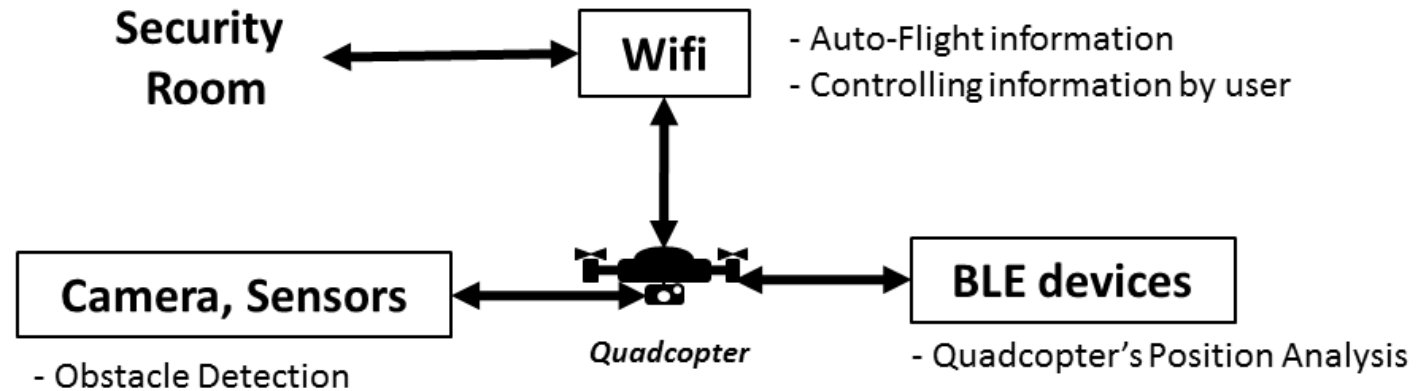 Security
Room
Wifi
- Auto-Flight information
- Controlling information by user
Camera, Sensors
- Obstacle Detection
Quadcopter
BLE devices
- Quadcopter’s Position Analysis